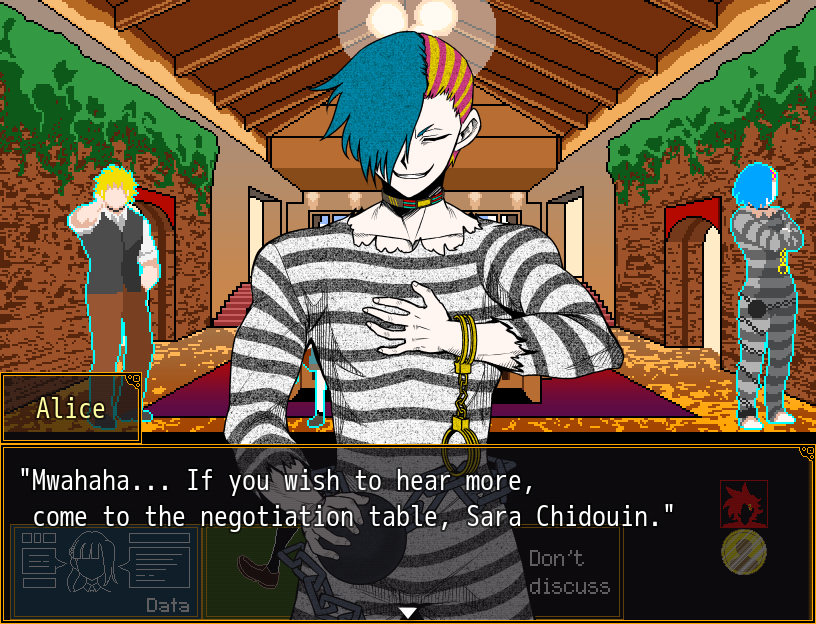 Alice
"Mwahaha... If you wish to hear more,
come to the negotiation table, Sara Chidouin."
Data
Don't
discuss